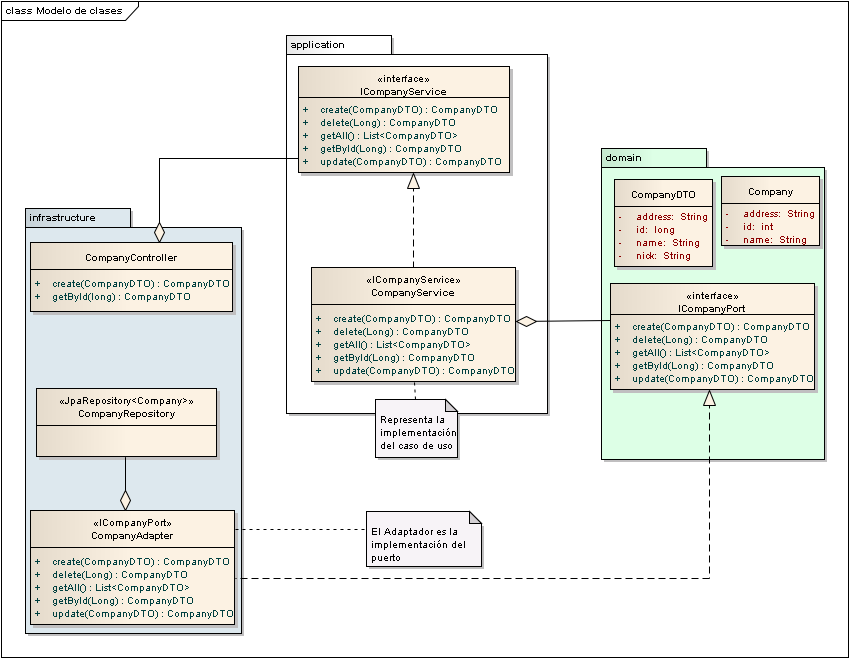 class Modelo de clases
application
«interface»
ICompanyService
+ create(CompanyDTO) : CompanyDTO
+ delete(Long) : CompanyDTO
+ getAll() : List<CompanyDTO>
+ getById(Long) : CompanyDTO
+ update(CompanyDTO) : CompanyDTO
«ICompanyService»
CompanyService
+ create(CompanyDTO) : CompanyDTO
+ delete(Long) : CompanyDTO
+ getAll() : List<CompanyDTO>
+ getById(Long) : CompanyDTO
+ update(CompanyDTO) : CompanyDTO
Representa la
implementación
del caso de uso
domain
CompanyDTO
- address: String
- id: long
- name: String
- nick: String
Company
- address: String
- id: int
- name: String
«interface»
ICompanyPort
+ create(CompanyDTO) : CompanyDTO
+ delete(Long) : CompanyDTO
+ getAll() : List<CompanyDTO>
+ getById(Long) : CompanyDTO
+ update(CompanyDTO) : CompanyDTO
infrastructure
CompanyController
+ create(CompanyDTO) : CompanyDTO
+ getById(long) : CompanyDTO
«JpaRepository<Company>»
CompanyRepository
«ICompanyPort»
CompanyAdapter
+ create(CompanyDTO) : CompanyDTO
+ delete(Long) : CompanyDTO
+ getAll() : List<CompanyDTO>
+ getById(Long) : CompanyDTO
+ update(CompanyDTO) : CompanyDTO
El Adaptador es la
implementación del
puerto